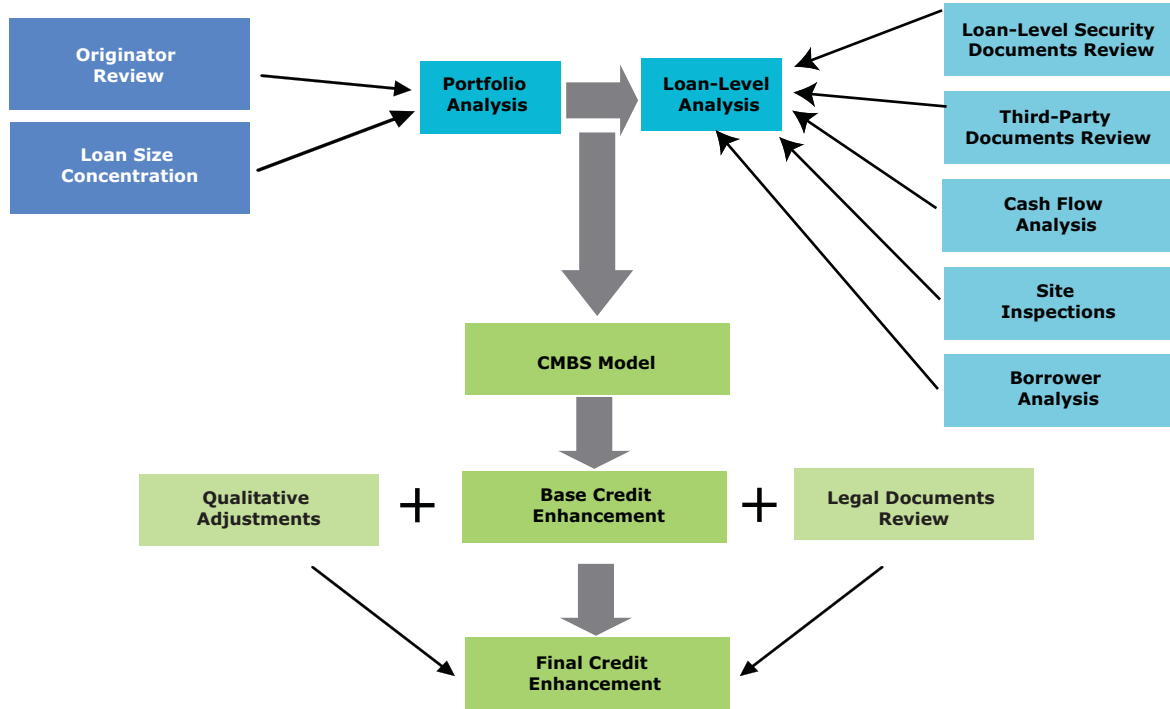 Originator
Review
Loan Size
Concentration
Portfolio
Analysis
Loan-Level
Analysis
Loan-Level Security
Documents Review
Third-Party
Documents Review
Cash Flow
Analysis
Site
Inspections
Borrower
Analysis
CMBS Model
Qualitative
Adjustments
+
Base Credit
Enhancement
+
Legal Documents
Review
Final Credit
Enhancement